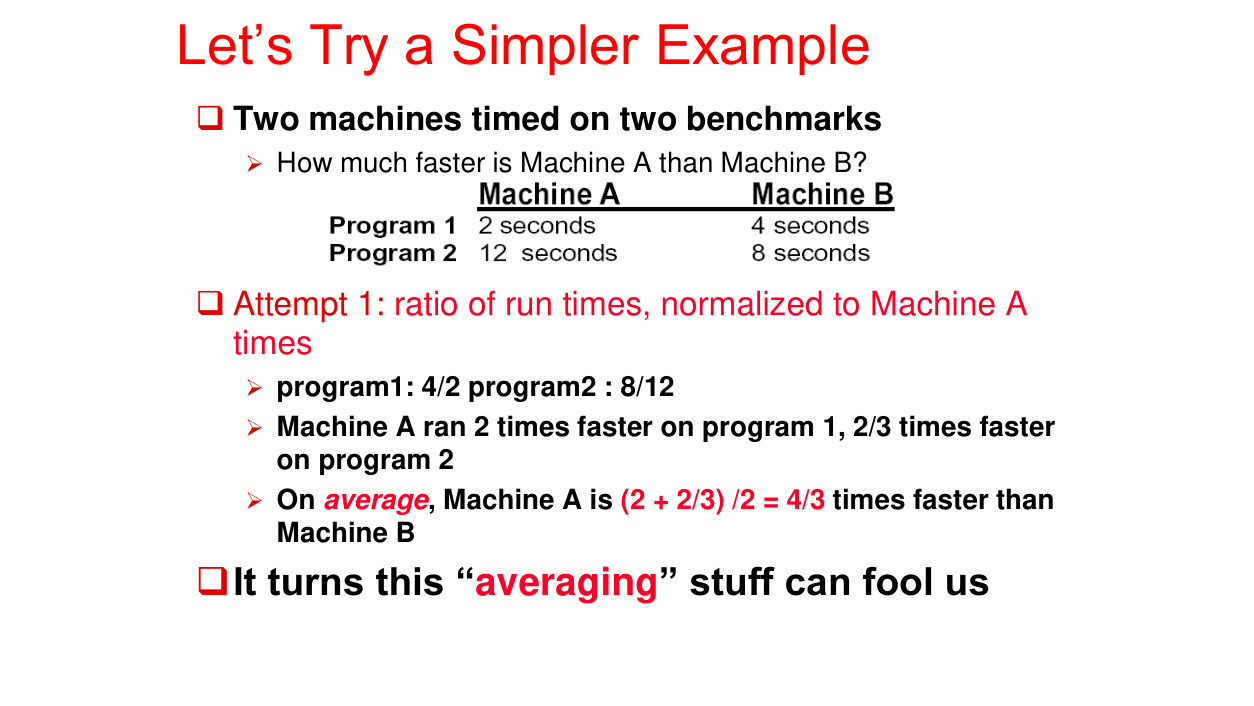 Let’s Try a Simpler Example
❑ Two machines timed on two benchmarks
➢ How much faster is Machine A than Machine B?
Machine A Machine B
Program 1 2 seconds 4 seconds
Program 2 12 seconds 8 seconds
❑ Attempt 1: ratio of run times, normalized to Machine A
times
➢ program1: 4/2 program2 : 8/12
➢ Machine A ran 2 times faster on program 1, 2/3 times faster
on program 2
➢ On average, Machine A is (2 + 2/3) /2 = 4/3 times faster than
Machine B
❑ It turns this “averaging” stuff can fool us